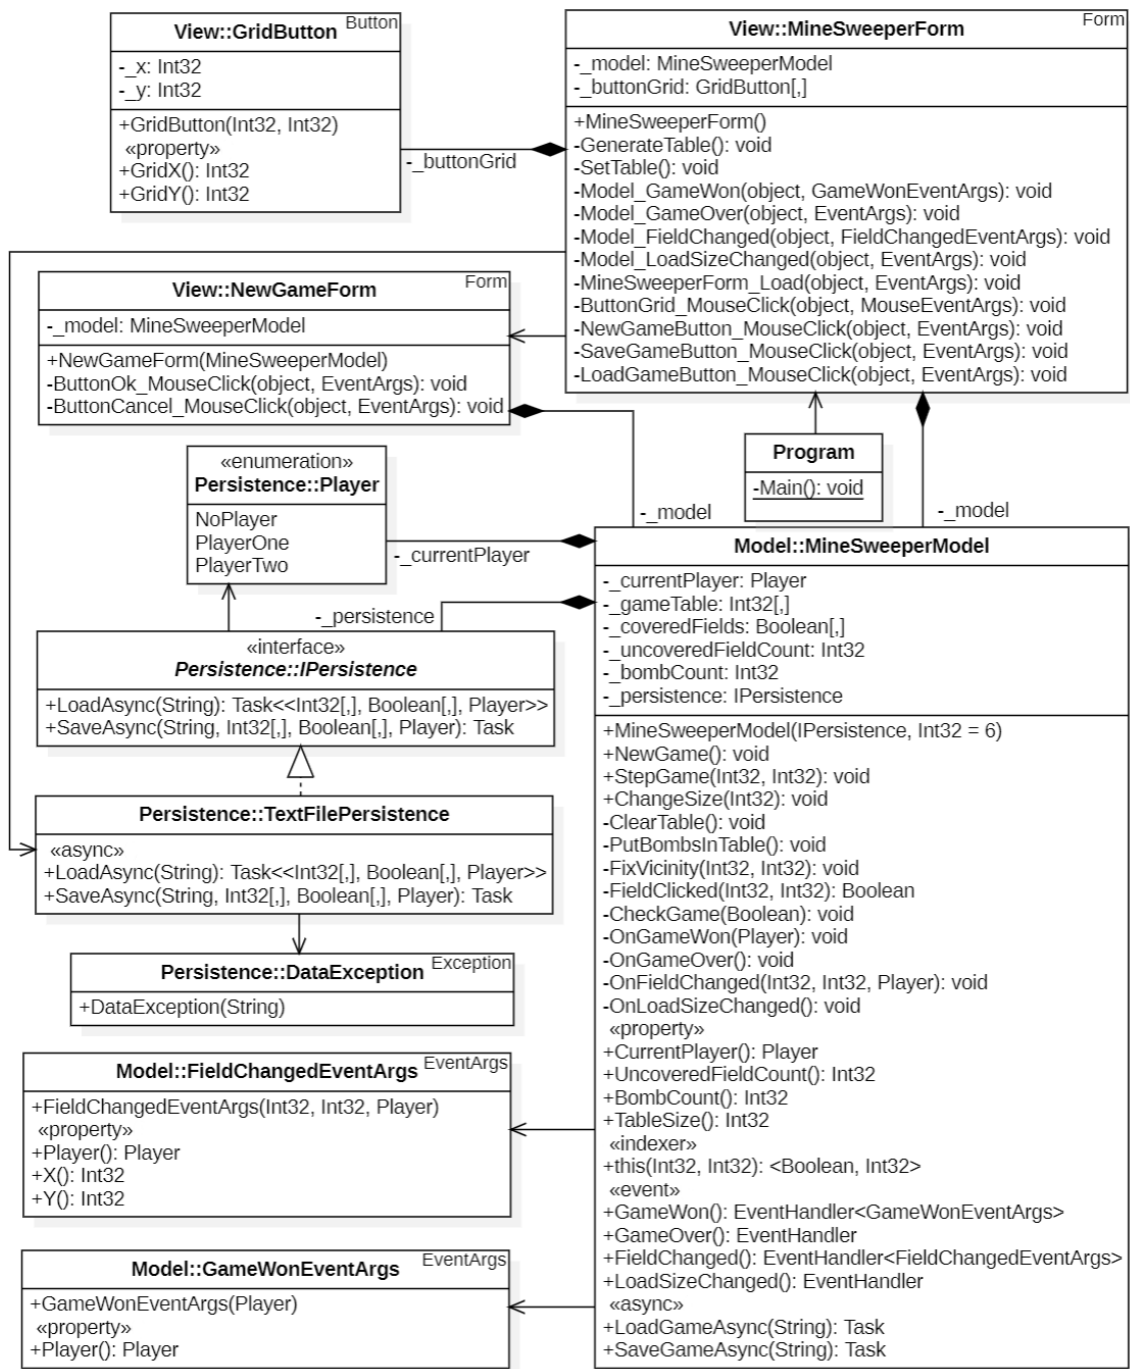 View::GridButton
Button
-_x: Int32
-_y: Int32
+GridButton(Int32, Int32)
«property»
+GridX(): Int32
+GridY(): Int32
-_buttonGrid
View::MineSweeperForm
Form
-_model: MineSweeperModel
-_buttonGrid: GridButton[,]
+MineSweeperForm()
-GenerateTable(): void
-SetTable(): void
-Model_GameWon(object, GameWonEventArgs): void
-Model_GameOver(object, EventArgs): void
-Model_FieldChanged(object, FieldChangedEventArgs): void
-Model_LoadSizeChanged(object, EventArgs): void
-MineSweeperForm_Load(object, EventArgs): void
-ButtonGrid_MouseClick(object, MouseEventArgs): void
-NewGameButton_MouseClick(object, EventArgs): void
-SaveGameButton_MouseClick(object, EventArgs): void
-LoadGameButton_MouseClick(object, EventArgs): void
View::NewGameForm
Form
-_model: MineSweeperModel
+NewGameForm(MineSweeperModel)
-ButtonOk_MouseClick(object, EventArgs): void
-ButtonCancel_MouseClick(object, EventArgs): void
Program
-Main(): void
-_model
-_model
«enumeration»
Persistence::Player
NoPlayer
PlayerOne
PlayerTwo
-_currentPlayer
-_persistence
«interface»
Persistence::IPersistence
+LoadAsync(String): Task<<Int32[,], Boolean[,], Player>>
+SaveAsync(String, Int32[,], Boolean[,], Player): Task
Persistence::TextFilePersistence
«async»
+LoadAsync(String): Task<<Int32[,], Boolean[,], Player>>
+SaveAsync(String, Int32[,], Boolean[,], Player): Task
Persistence::DataException
Exception
+DataException(String)
Model::FieldChangedEventArgs
EventArgs
+FieldChangedEventArgs(Int32, Int32, Player)
«property»
+Player(): Player
+X(): Int32
+Y(): Int32
Model::GameWonEventArgs
EventArgs
+GameWonEventArgs(Player)
«property»
+Player(): Player
Model::MineSweeperModel
-_currentPlayer: Player
-_gameTable: Int32[,]
-_coveredFields: Boolean[,]
-_uncoveredFieldCount: Int32
-_bombCount: Int32
-_persistence: IPersistence
+MineSweeperModel(IPersistence, Int32 = 6)
+NewGame(): void
+StepGame(Int32, Int32): void
+ChangeSize(Int32): void
-ClearTable(): void
-PutBombsInTable(): void
-FixVicinity(Int32, Int32): void
-FieldClicked(Int32, Int32): Boolean
-CheckGame(Boolean): void
-OnGameWon(Player): void
-OnGameOver(): void
-OnFieldChanged(Int32, Int32, Player): void
-OnLoadSizeChanged(): void
«property»
+CurrentPlayer(): Player
+UncoveredFieldCount(): Int32
+BombCount(): Int32
+TableSize(): Int32
«indexer»
+this(Int32, Int32): <Boolean, Int32>
«event»
+GameWon(): EventHandler<GameWonEventArgs>
+GameOver(): EventHandler
+FieldChanged(): EventHandler<FieldChangedEventArgs>
+LoadSizeChanged(): EventHandler
«async»
+LoadGameAsync(String): Task
+SaveGameAsync(String): Task